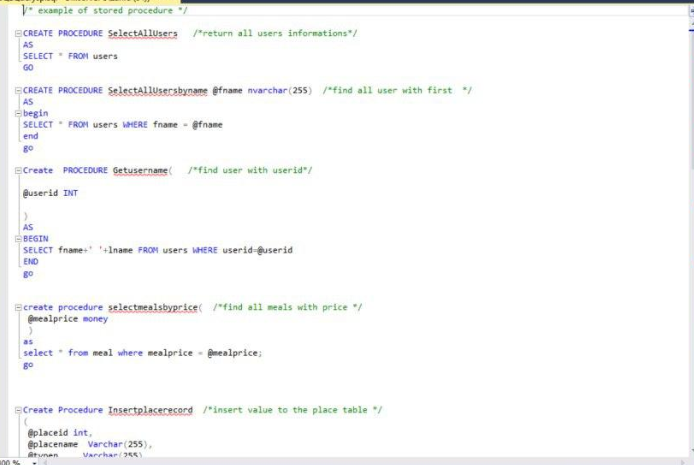 /* example of stored procedure */
CREATE PROCEDURE SelectAllUsers /*return all users informations*/
AS
SELECT * FROM users
GO
CREATE PROCEDURE SelectAllUsersbyname @fname nvarchar(255) /*find all user with first */
AS
begin
SELECT * FROM users WHERE fname = @fname
end
go
Create PROCEDURE Getusername( /*find user with userid*/
@userid INT
)
AS
BEGIN
SELECT fname+' '+lname FROM users WHERE userid=@userid
END
go
create procedure selectmealsbyprice( /*find all meals with price */
@mealprice money
)
as
select * from meal where mealprice = @mealprice;
go
Create Procedure Insertplacerecord /*insert value to the place table */
(
@placeid int,
@placename Varchar(255),
Varchar(255)